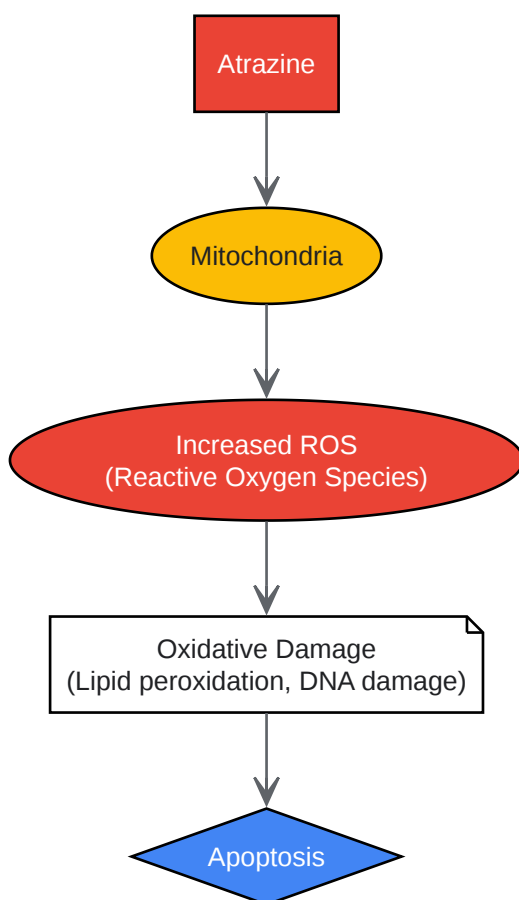 Atrazine
Mitochondria
Increased ROS
(Reactive Oxygen Species)
Oxidative Damage
(Lipid peroxidation, DNA damage)
Apoptosis